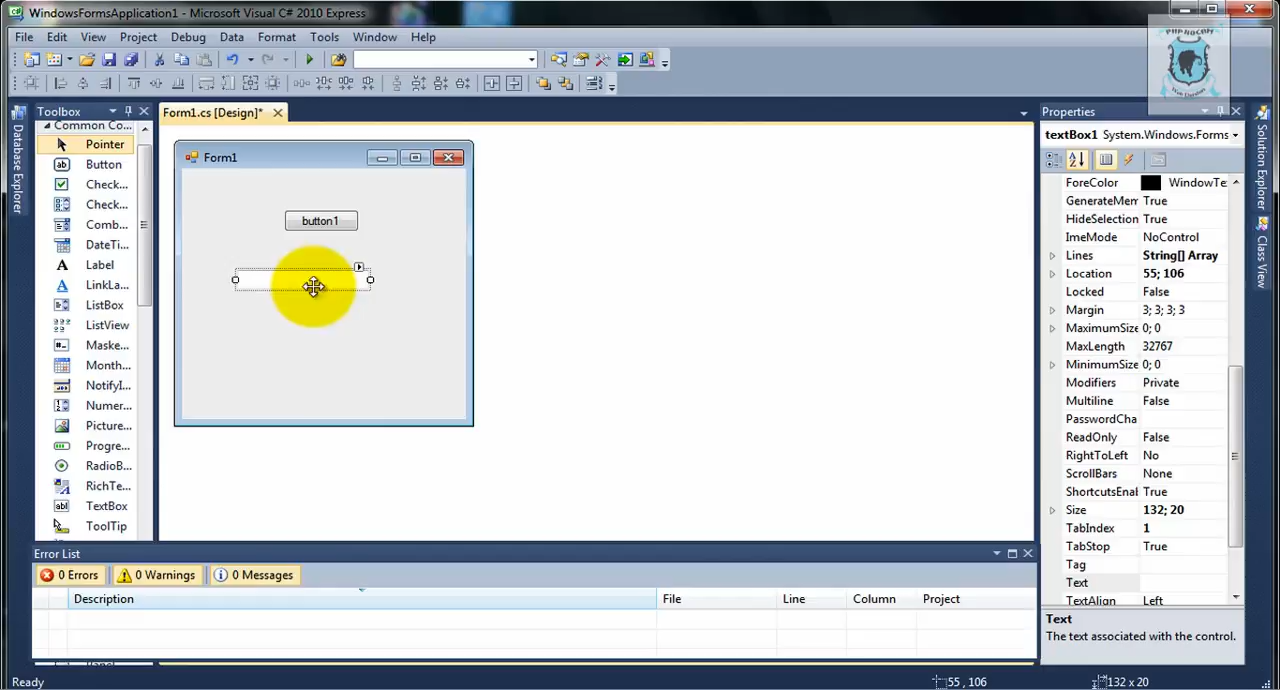 WindowsFormsApplication1 - Microsoft Visual C# 2010 Express
File Edit View Project Debug Data Format Tools Window Help
Toolbox
Form1.cs [Design]*
Properties
Database Explorer
Common Co...
Pointer
Button
Check...
Check...
Comb...
DateTi...
Label
LinkLa...
ListBox
ListView
Maske...
Month...
NotifyI...
Numer...
Picture...
Progre...
RadioB...
RichTe...
TextBox
ToolTip
Form1
button1
textBox1 System.Windows.Forms
ForeColor WindowTe
GenerateMem True
HideSelection True
ImeMode NoControl
Lines String[] Array
Location 55; 106
Locked False
Margin 3; 3; 3; 3
MaximumSize 0; 0
MaxLength 32767
MinimumSize 0; 0
Modifiers Private
Multiline False
PasswordCha
ReadOnly False
RightToLeft No
ScrollBars None
ShortcutsEnab True
Size 132; 20
TabIndex 1
TabStop True
Tag
Text
TextAlign Left
Text
The text associated with the control.
Solution Explorer
Class View
Error List
0 Errors 0 Warnings 0 Messages
Description File Line Column Project
Ready 55 , 106 132 x 20